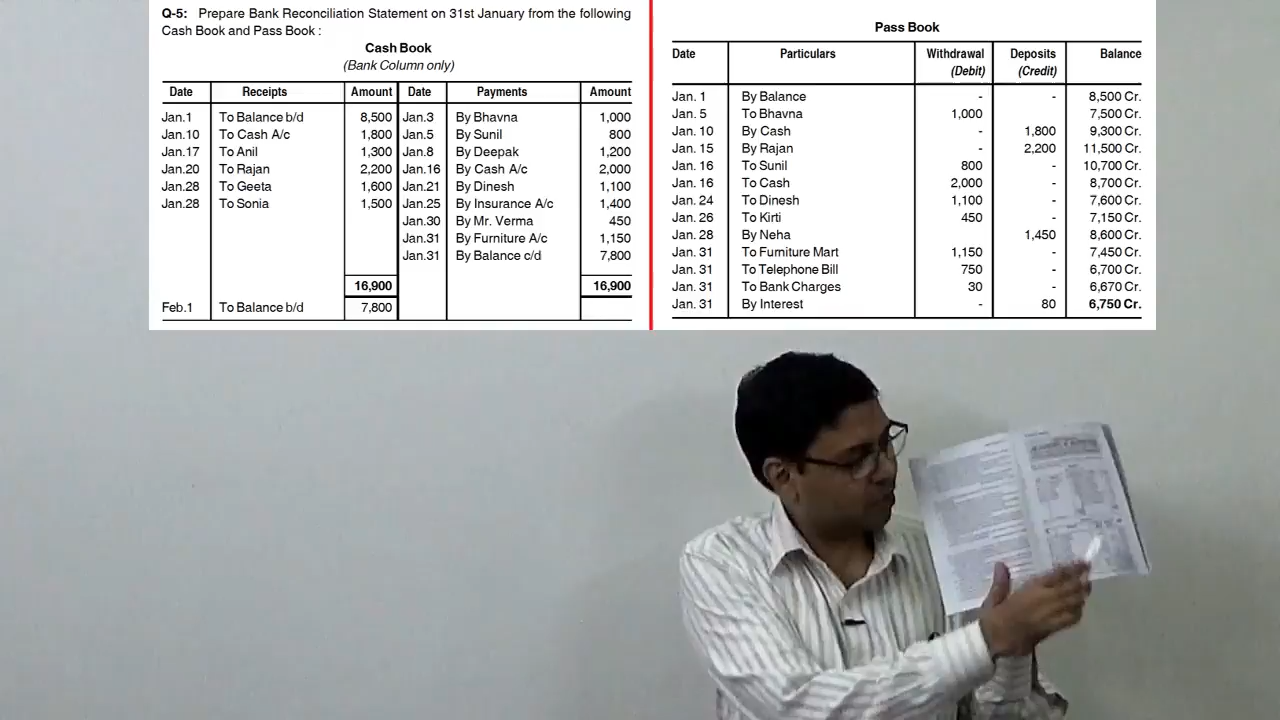 Q-5: Prepare Bank Reconciliation Statement on 31st January from the following
Cash Book and Pass Book :
Cash Book
(Bank Column only)
Date Receipts Amount Date Payments Amount
Jan.1 To Balance b/d 8,500 Jan.3 By Bhavna 1,000
Jan.10 To Cash A/c 1,800 Jan.5 By Sunil 800
Jan.17 To Anil 1,300 Jan.8 By Deepak 1,200
Jan.20 To Rajan 2,200 Jan.16 By Cash A/c 2,000
Jan.28 To Geeta 1,600 Jan.21 By Dinesh 1,100
Jan.28 To Sonia 1,500 Jan.25 By Insurance A/c 1,400
Jan.30 By Mr. Verma 450
Jan.31 By Furniture A/c 1,150
Jan.31 By Balance c/d 7,800
16,900 16,900
Feb.1 To Balance b/d 7,800
Pass Book
Date Particulars Withdrawal Deposits Balance
(Debit) (Credit)
Jan. 1 By Balance - - 8,500 Cr.
Jan. 5 To Bhavna 1,000 - 7,500 Cr.
Jan. 10 By Cash - 1,800 9,300 Cr.
Jan. 15 By Rajan - 2,200 11,500 Cr.
Jan. 16 To Sunil 800 - 10,700 Cr.
Jan. 16 To Cash 2,000 - 8,700 Cr.
Jan. 24 To Dinesh 1,100 - 7,600 Cr.
Jan. 26 To Kirti 450 - 7,150 Cr.
Jan. 28 By Neha - 1,450 8,600 Cr.
Jan. 31 To Furniture Mart 1,150 - 7,450 Cr.
Jan. 31 To Telephone Bill 750 - 6,700 Cr.
Jan. 31 To Bank Charges 30 - 6,670 Cr.
Jan. 31 By Interest - 80 6,750 Cr.